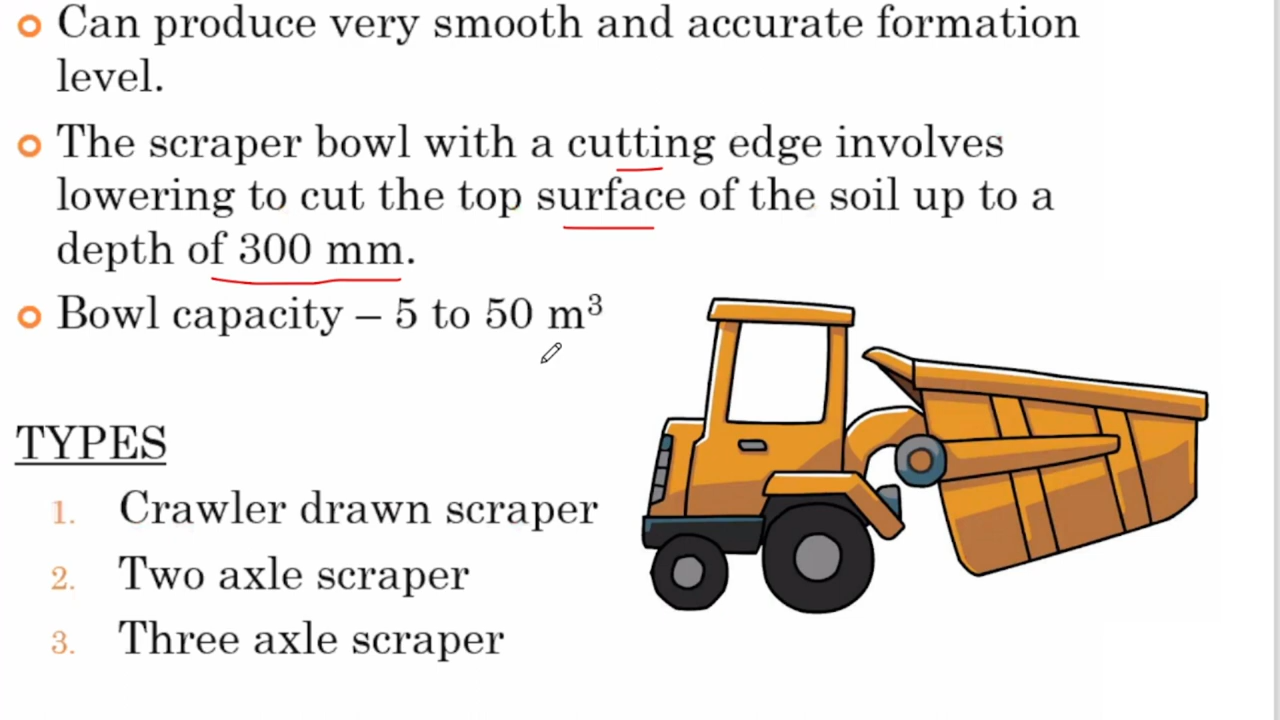 Can produce very smooth and accurate formation
level.
The scraper bowl with a cutting edge involves
lowering to cut the top surface of the soil up to a
depth of 300 mm.
Bowl capacity – 5 to 50 m³
TYPES
1. Crawler drawn scraper
2. Two axle scraper
3. Three axle scraper